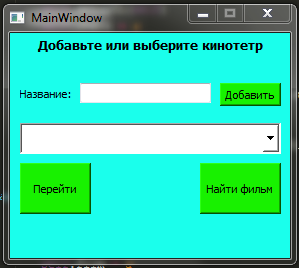 MainWindow
Добавьте или выберите кинотетр
Название:
Добавить
Перейти
Найти фильм